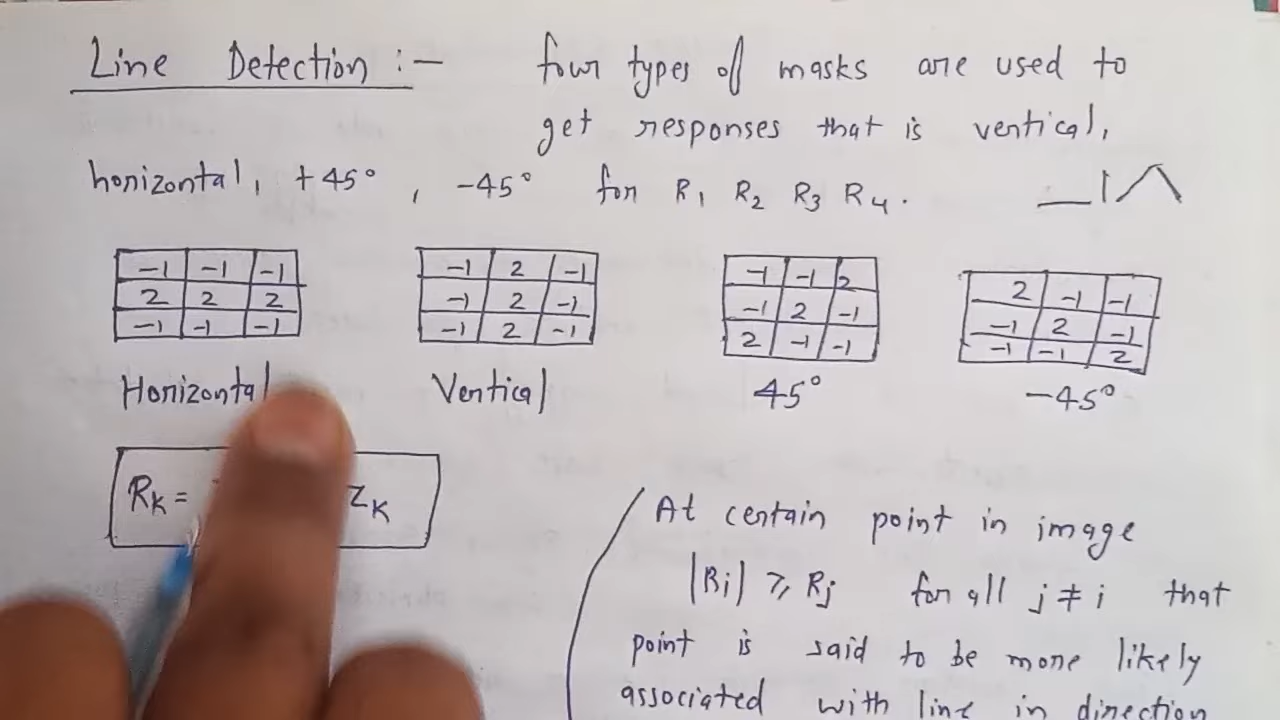 Line Detection :- four types of masks are used to
get responses that is vertical,
horizontal, +45° , -45° for R1 R2 R3 R4.
-1 -1 -1
2 2 2
-1 -1 -1
Horizontal
-1 2 -1
-1 2 -1
-1 2 -1
Vertical
-1 -1 2
-1 2 -1
2 -1 -1
45°
2 -1 -1
-1 2 -1
-1 -1 2
-45°
RK = ZK
At certain point in image
|Ri| ⩾ Rj for all j ≠ i that
point is said to be more likely
associated with line in direction